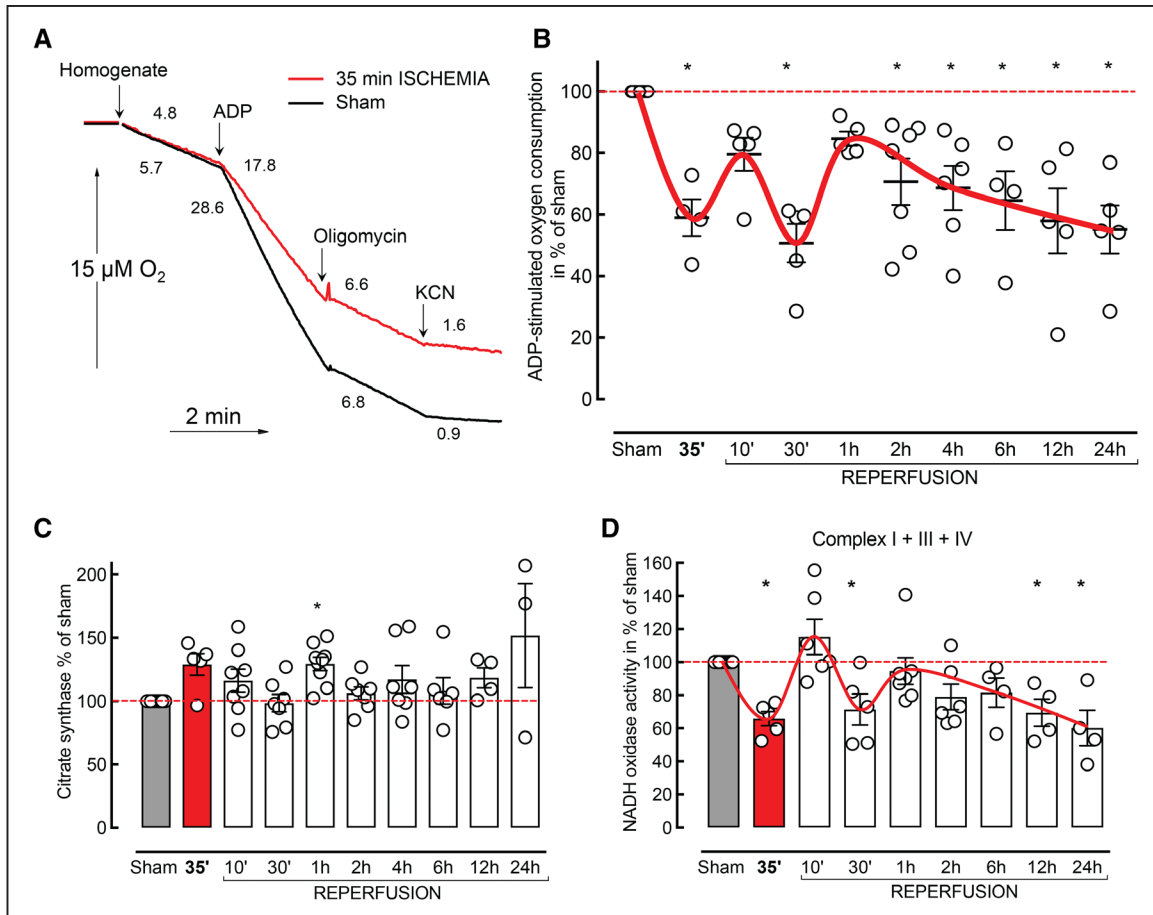 A
Homogenate
35 min ISCHEMIA
Sham
4.8
ADP
5.7
17.8
28.6
Oligomycin
15 µM O2
6.6
KCN
1.6
2 min
6.8
0.9
B
ADP-stimulated oxygen consumption
in % of sham
* * * * * * *
100
80
60
40
20
0
Sham 35' 10' 30' 1h 2h 4h 6h 12h 24h
REPERFUSION
C
Citrate synthase % of sham
200
150
100
50
0
*
Sham 35' 10' 30' 1h 2h 4h 6h 12h 24h
REPERFUSION
D
Complex I + III + IV
NADH oxidase activity in % of sham
160
140
120
100
80
60
40
20
0
* * * *
Sham 35' 10' 30' 1h 2h 6h 12h 24h
REPERFUSION